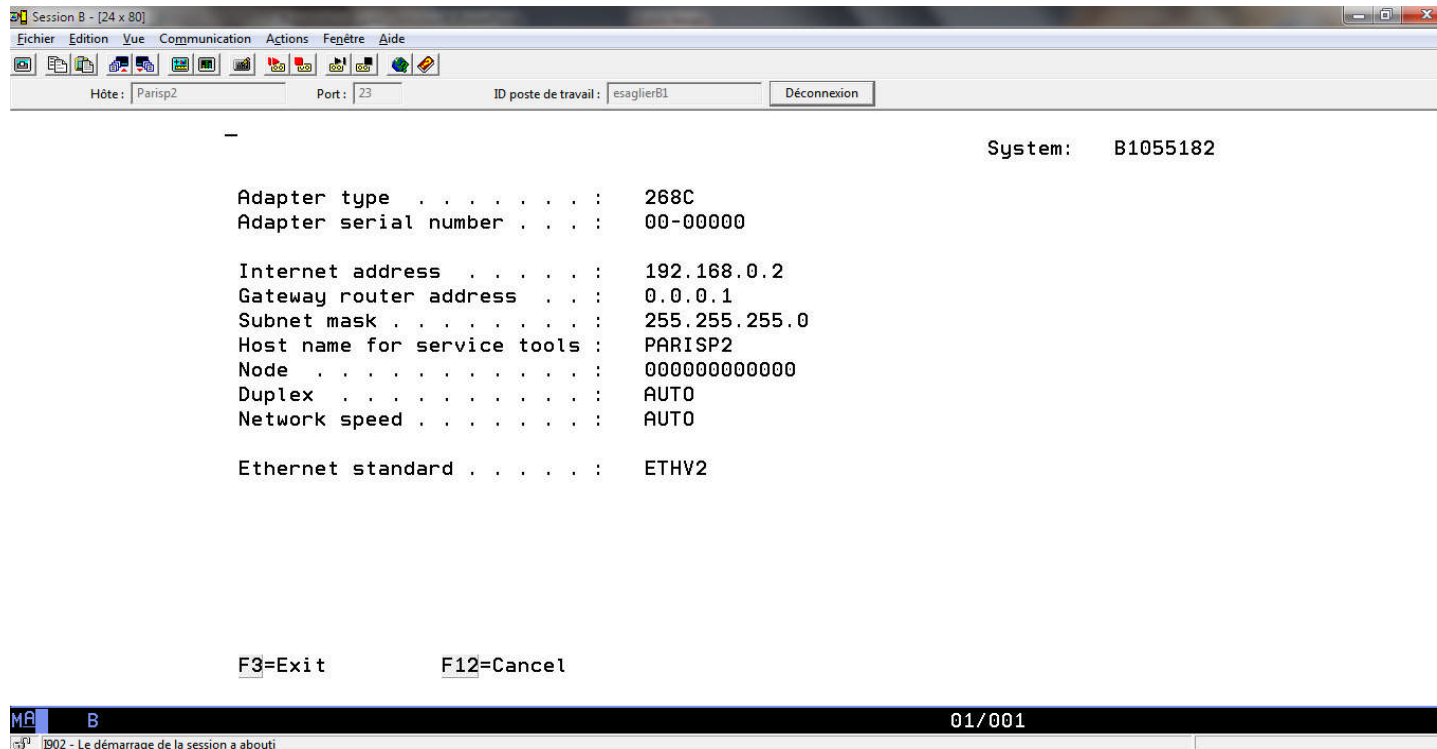 Session B - [24 x 80]
Fichier Edition Vue Communication Actions Fenêtre Aide
Hôte : Parisp2 Port : 23 ID poste de travail : esaglierB1 Déconnexion
System: B1055182
Adapter type . . . . . . . : 268C
Adapter serial number . . . : 00-00000
Internet address . . . . . : 192.168.0.2
Gateway router address . . : 0.0.0.1
Subnet mask . . . . . . . . : 255.255.255.0
Host name for service tools : PARISP2
Node . . . . . . . . . . . : 000000000000
Duplex . . . . . . . . . . : AUTO
Network speed . . . . . . . : AUTO
Ethernet standard . . . . . : ETHV2
F3=Exit F12=Cancel
MA B 01/001
I902 - Le démarrage de la session a abouti